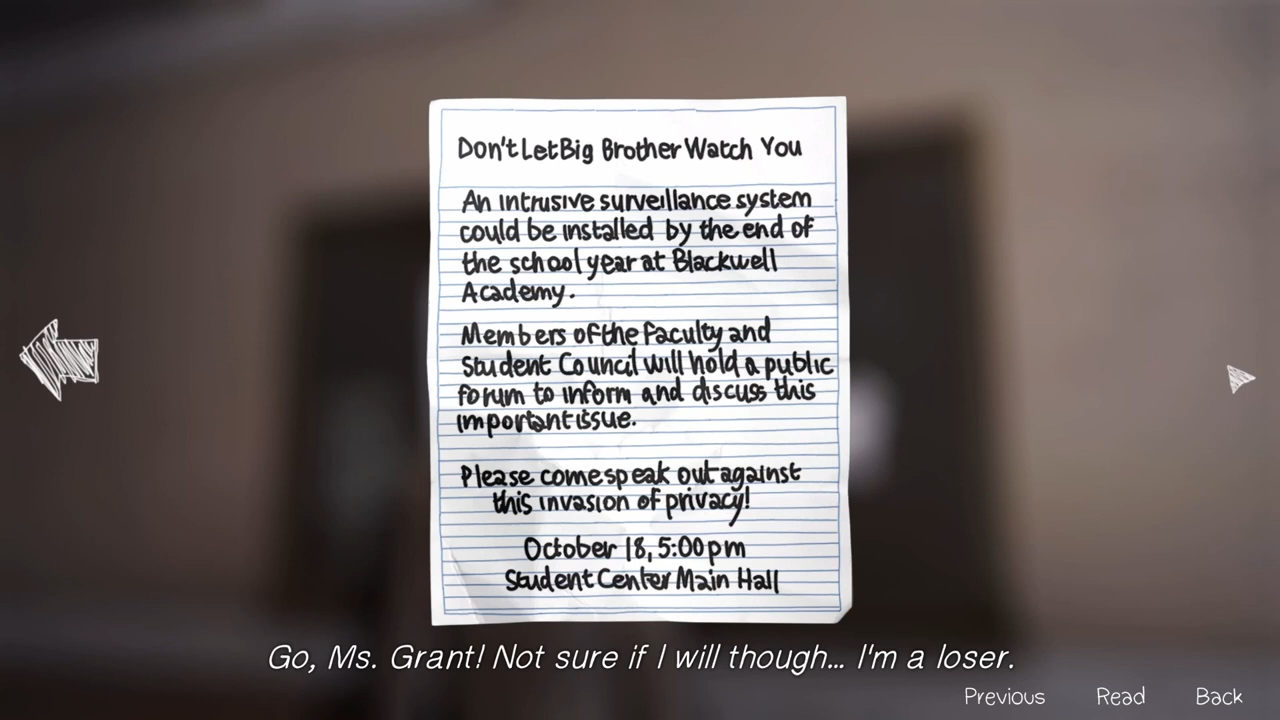 Don't Let Big Brother Watch You
An intrusive surveillance system
could be installed by the end of
the school year at Blackwell
Academy.
Members of the faculty and
Student Council will hold a public
forum to inform and discuss this
important issue.
Please come speak out against
this invasion of privacy!
October 18, 5:00pm
Student Center Main Hall
Go, Ms. Grant! Not sure if I will though... I'm a loser.
Previous Read Back